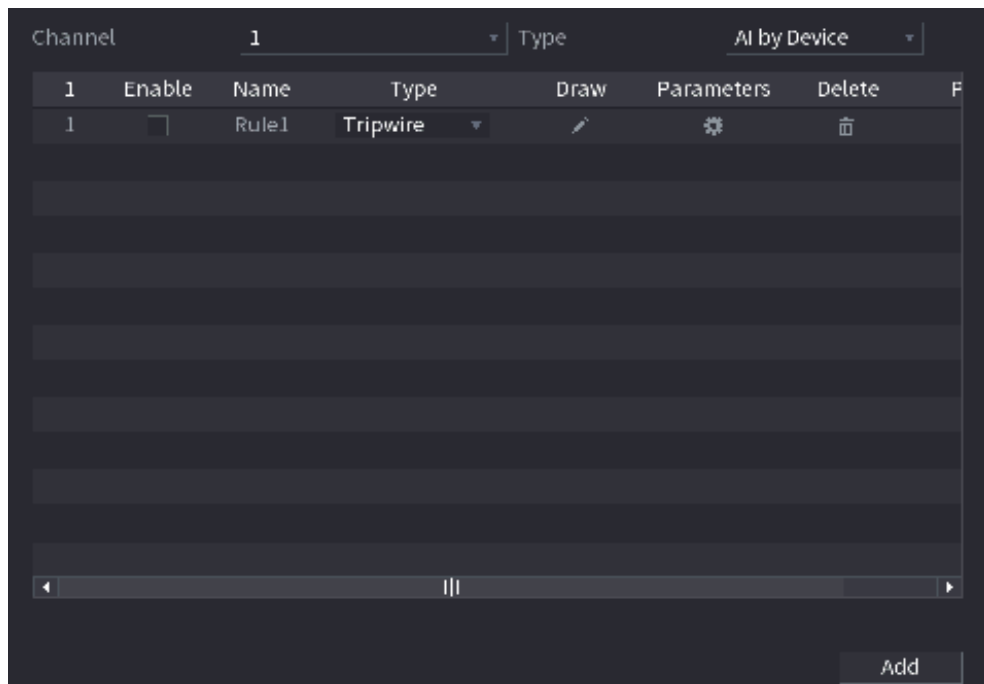 Channel 1 Type AI by Device
1 Enable Name Type Draw Parameters Delete
1 Rule1 Tripwire
Add